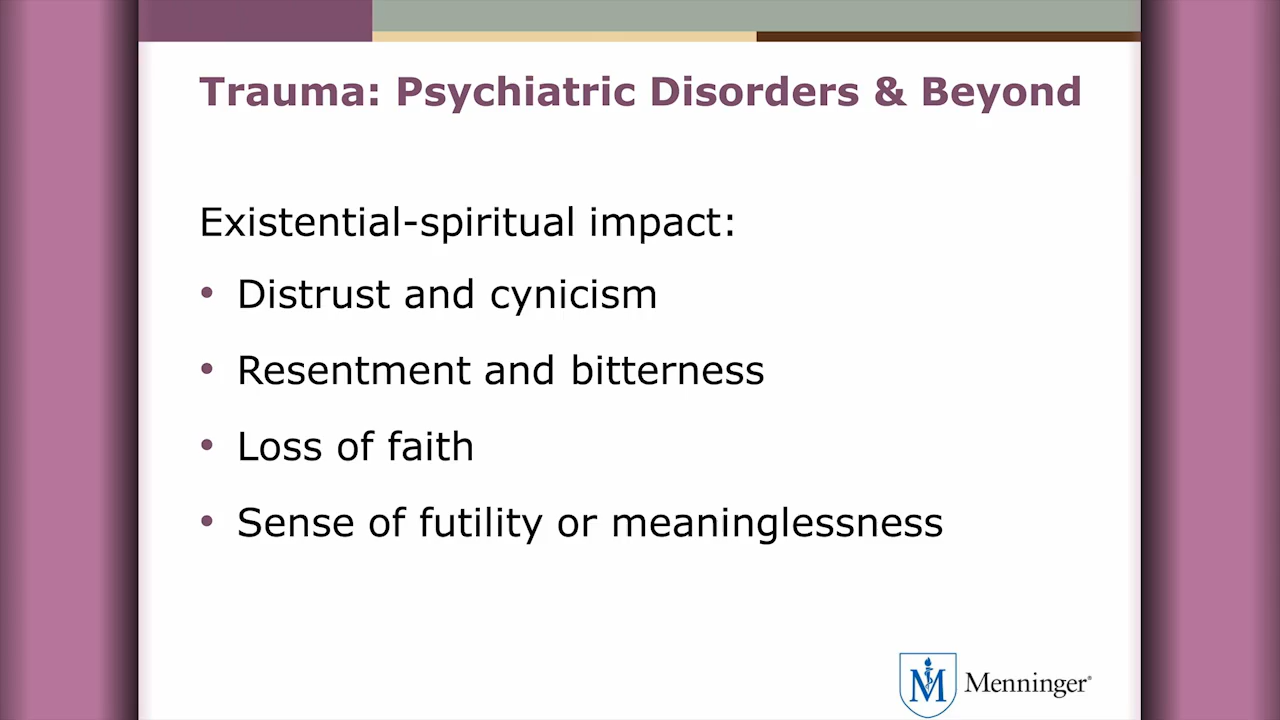 Trauma: Psychiatric Disorders & Beyond
Existential-spiritual impact:
• Distrust and cynicism
• Resentment and bitterness
• Loss of faith
• Sense of futility or meaninglessness
M Menninger®